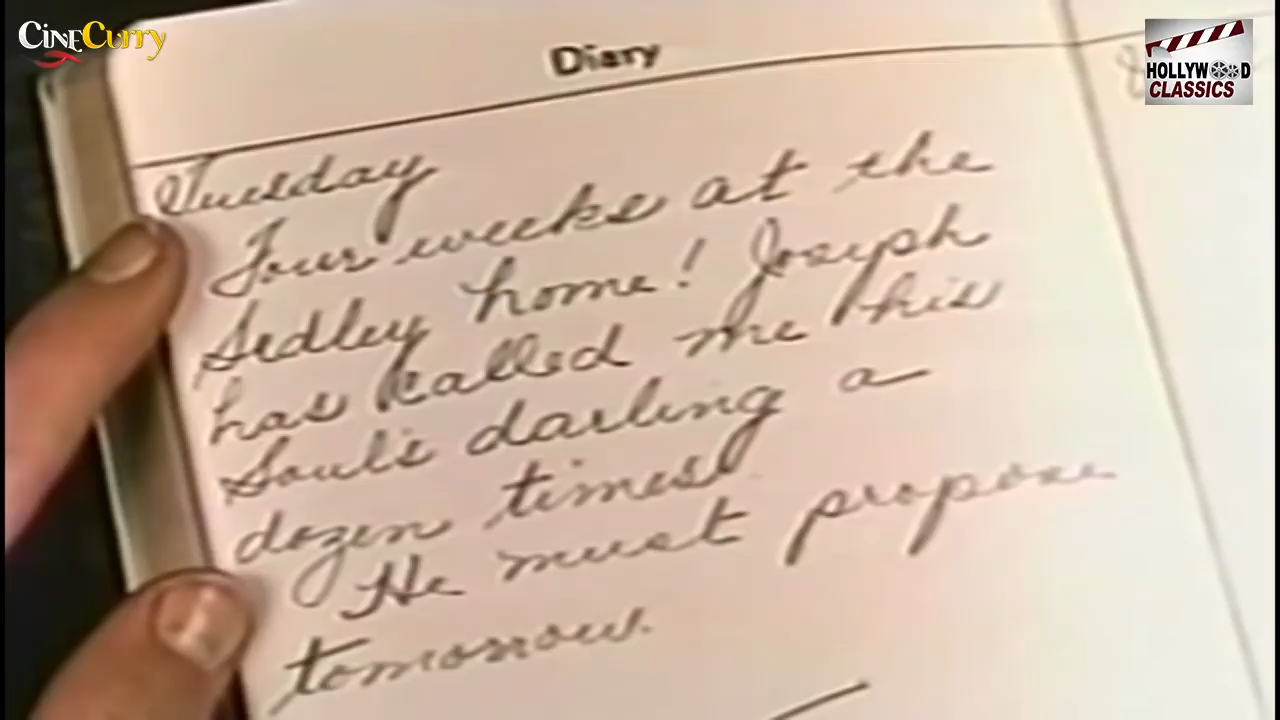 CineCurry
HOLLYWOOD
CLASSICS
Diary
Tuesday
Four weeks at the
Sedley home! Joseph
has called me his
Soul's darling a
dozen times.
He must propose
tomorrow.